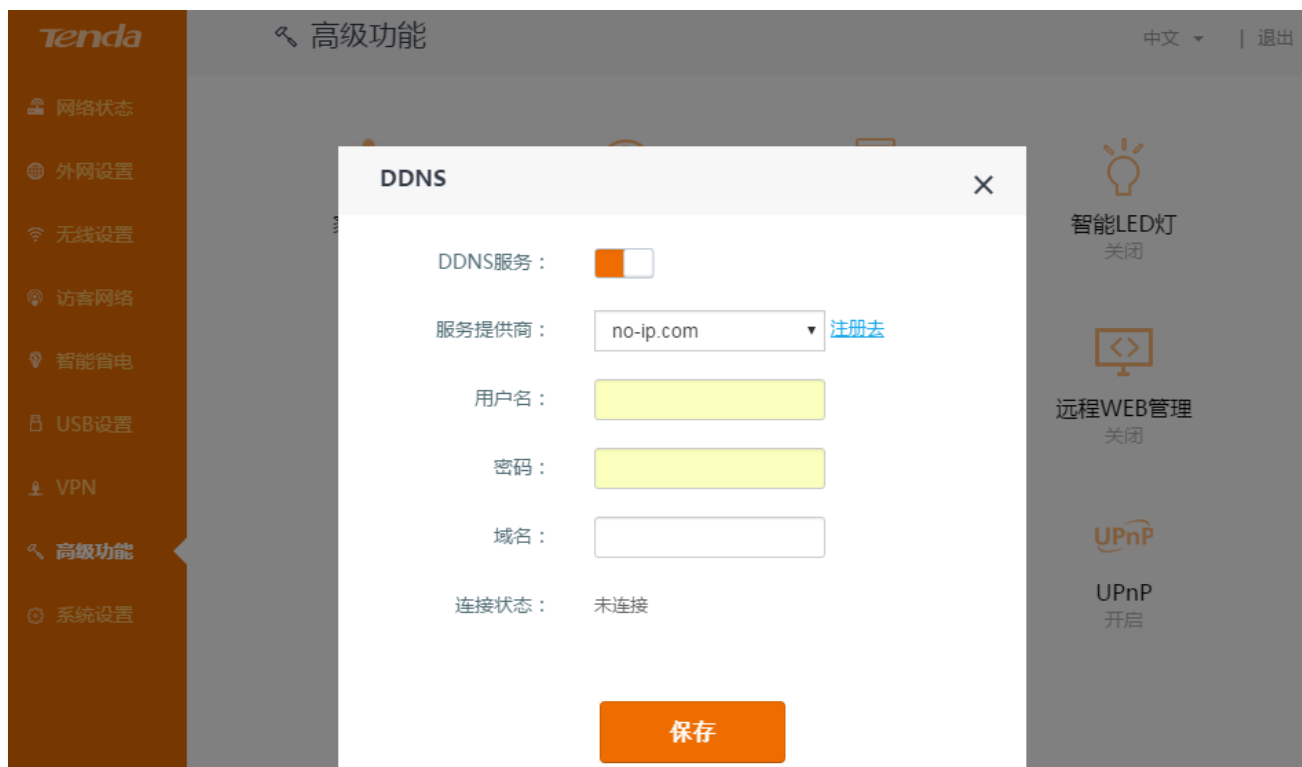 Tenda
高级功能
中文
| 退出
网络状态
外网设置
无线设置
访客网络
智能省电
USB设置
VPN
高级功能
系统设置
DDNS
DDNS服务：
服务提供商：
no-ip.com
注册去
用户名：
密码：
域名：
连接状态：
未连接
保存
智能LED灯
关闭
远程WEB管理
关闭
UPnP
UPnP
开启